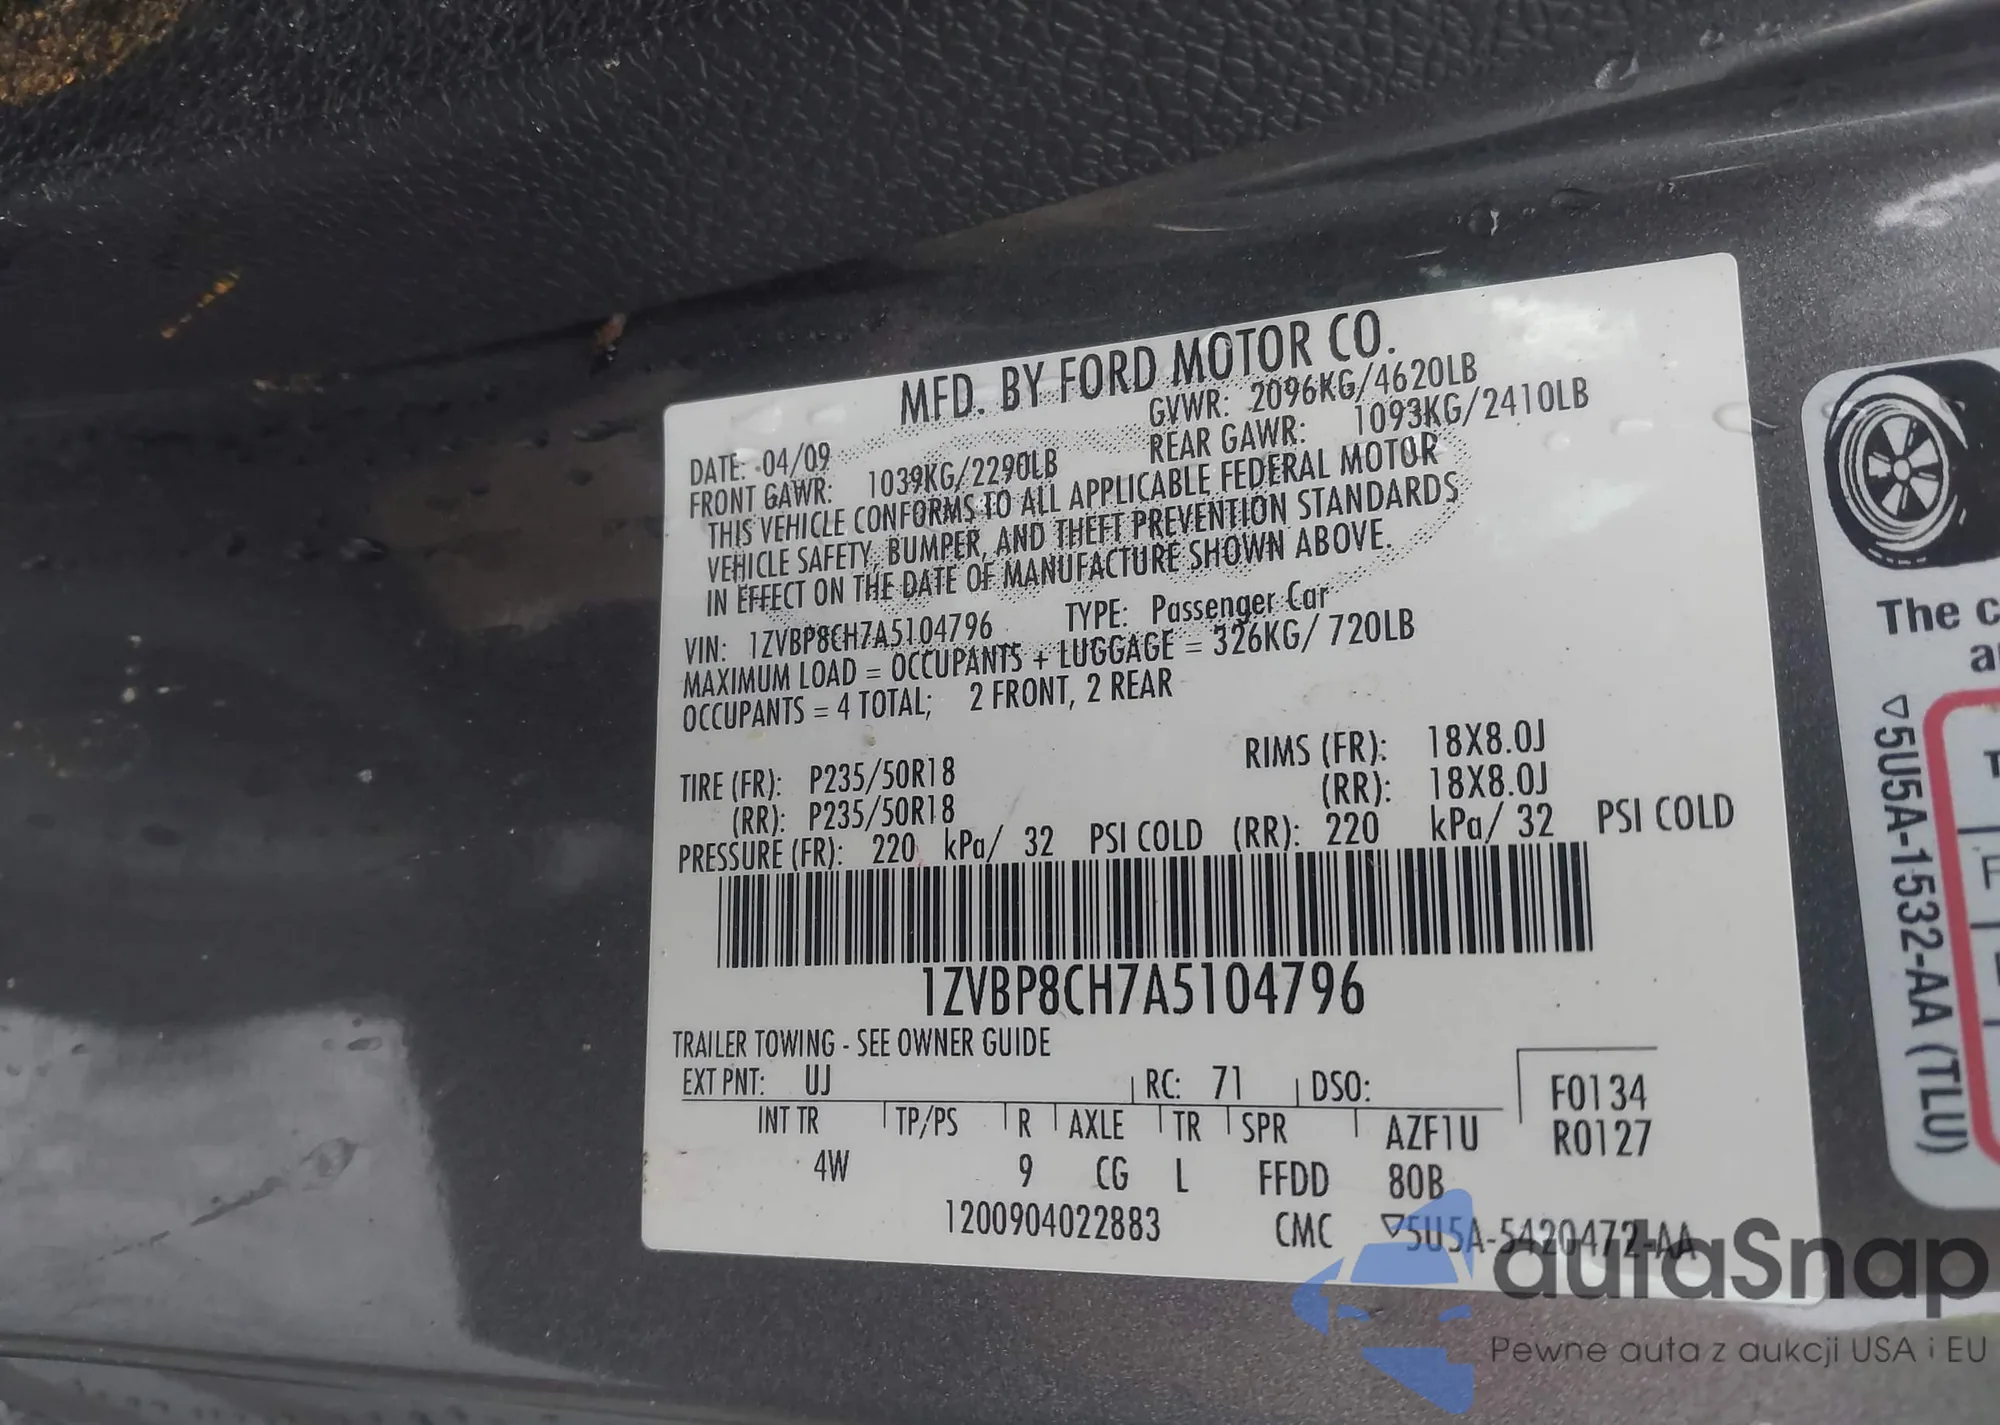 MFD. BY FORD MOTOR CO.
DATE: 04/09 GVWR: 2096KG/4620LB
FRONT GAWR: 1039KG/2290LB REAR GAWR: 1093KG/2410LB
THIS VEHICLE CONFORMS TO ALL APPLICABLE FEDERAL MOTOR
VEHICLE SAFETY, BUMPER, AND THEFT PREVENTION STANDARDS
IN EFFECT ON THE DATE OF MANUFACTURE SHOWN ABOVE.
VIN: 1ZVBP8CH7A5104796 TYPE: Passenger Car
MAXIMUM LOAD = OCCUPANTS + LUGGAGE = 326KG/ 720LB
OCCUPANTS = 4 TOTAL; 2 FRONT, 2 REAR
TIRE (FR): P235/50R18 RIMS (FR): 18X8.0J
(RR): P235/50R18 (RR): 18X8.0J
PRESSURE (FR): 220 kPa/ 32 PSI COLD (RR): 220 kPa/ 32 PSI COLD
1ZVBP8CH7A5104796
TRAILER TOWING - SEE OWNER GUIDE
EXT PNT: UJ RC: 71 DSO: F0134
INT TR TP/PS R AXLE TR SPR AZF1U R0127
4W 9 CG L FFDD 80B
1200904022883 CMC ▽5U5A-5420472-AA
The c
▽5U5A-1532-AA (TLU)
autaSnap
Pewne auta z aukcji USA i EU